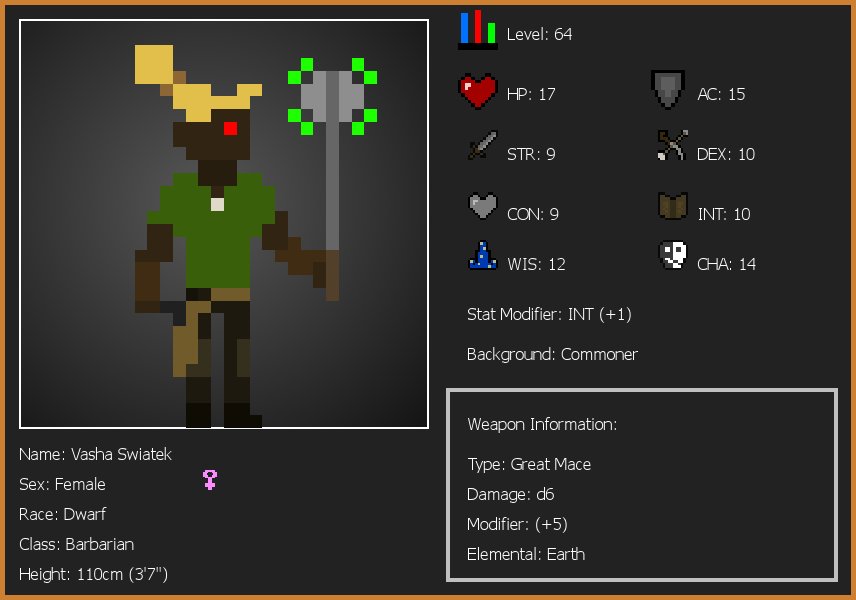 Level: 64
HP: 17
AC: 15
STR: 9
DEX: 10
CON: 9
INT: 10
WIS: 12
CHA: 14
Stat Modifier: INT (+1)
Background: Commoner
Weapon Information:
Type: Great Mace
Damage: d6
Modifier: (+5)
Elemental: Earth
Name: Vasha Swiatek
Sex: Female
Race: Dwarf
Class: Barbarian
Height: 110cm (3'7")